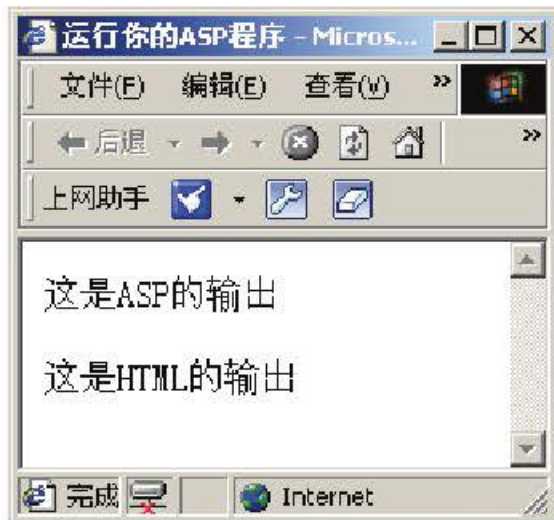 运行你的ASP程序 - Micros...
文件(F) 编辑(E) 查看(V) »
后退 »
上网助手
这是ASP的输出
这是HTML的输出
完成 Internet